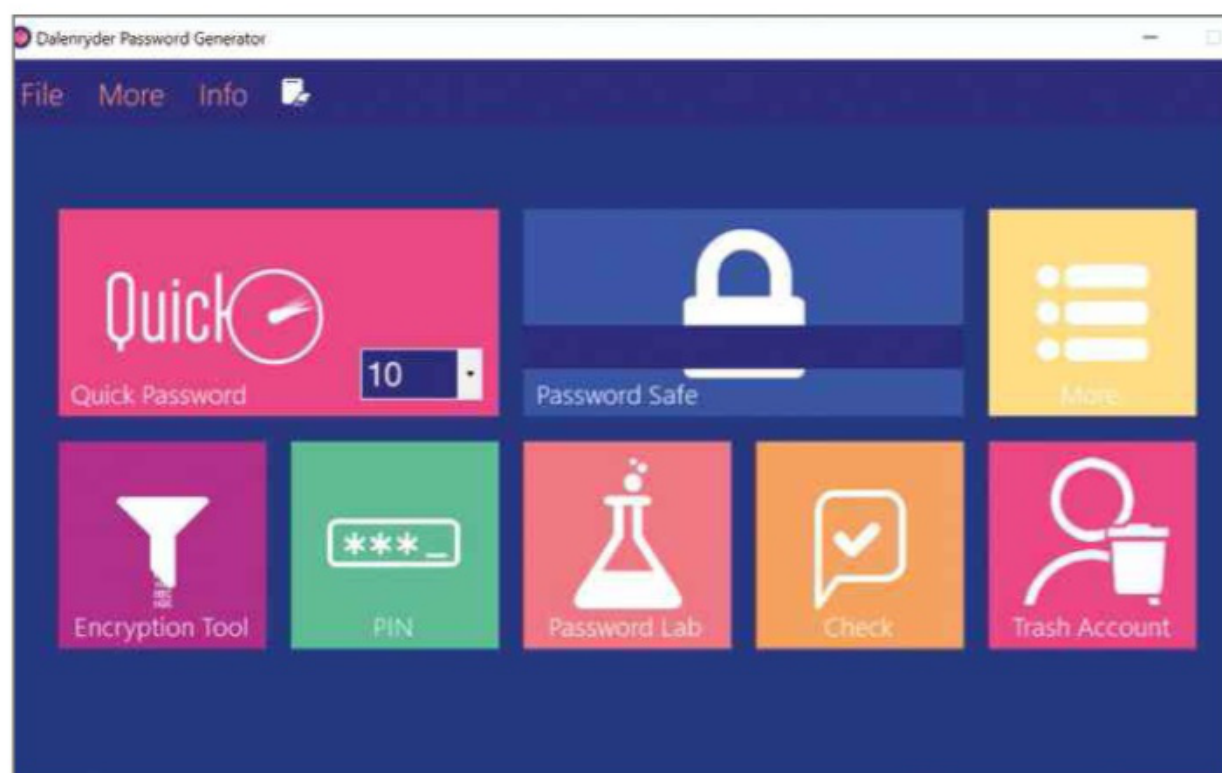 Dalenryder Password Generator
File More Info
Quick
10
Quick Password
Password Safe
More
***_
Encryption Tool
PIN
Password Lab
Check
Trash Account